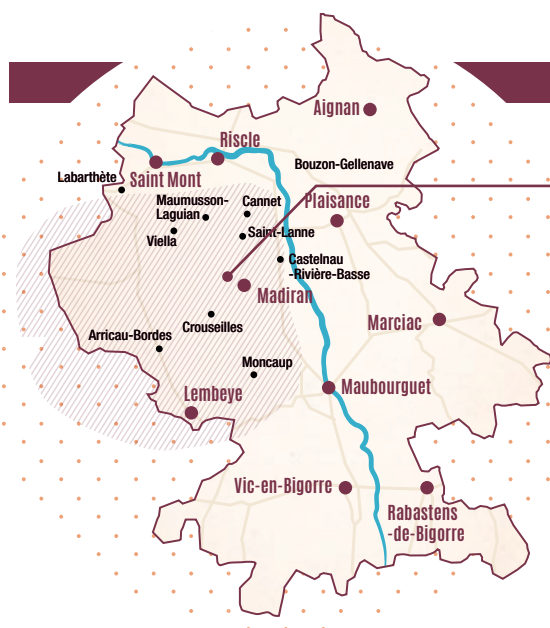 Aignan
Riscle
Bouzon-Gellenave
Labarthète
Saint Mont
Maumusson-
Laguian
Cannet
Plaisance
Viella
Saint-Lanne
Castelnau
-Rivière-Basse
Madiran
Marciac
Crouseilles
Arricau-Bordes
Moncaup
Lembeye
Maubourguet
Vic-en-Bigorre
Rabastens
-de-Bigorre